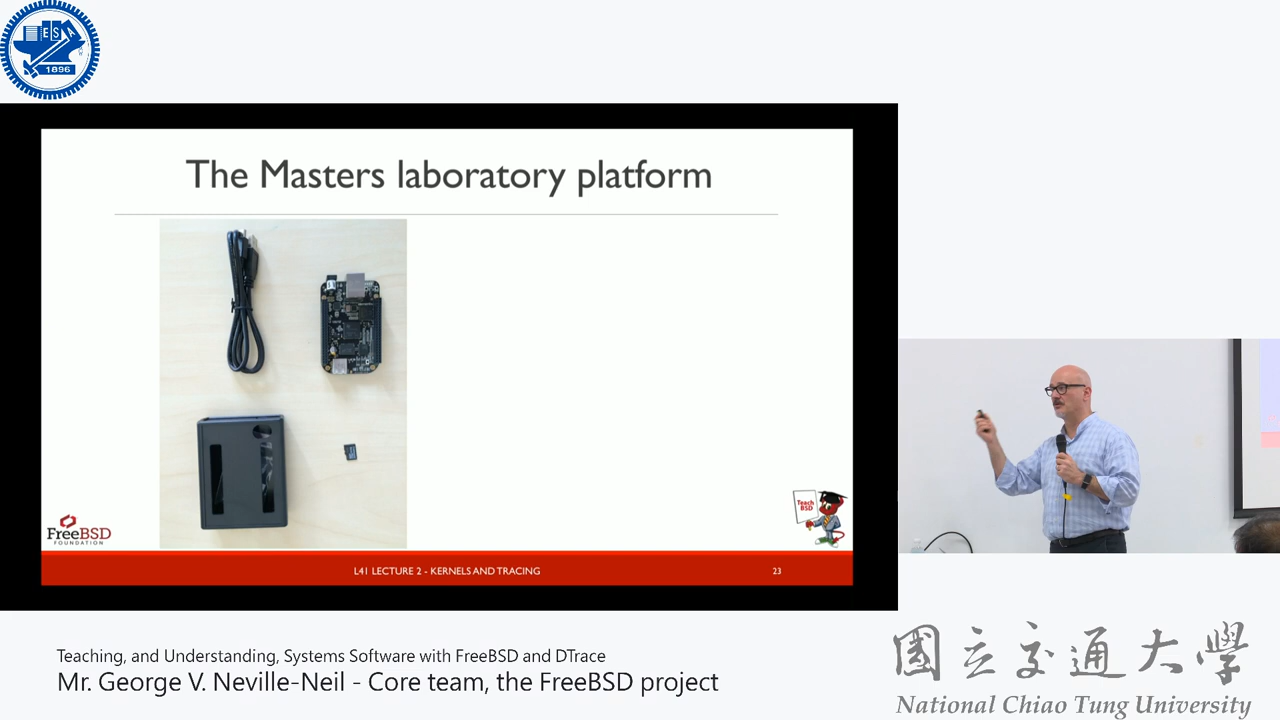 ESA
1896
The Masters laboratory platform
Teach
BSD
FreeBSD
FOUNDATION
L41 LECTURE 2 - KERNELS AND TRACING
23
Teaching, and Understanding, Systems Software with FreeBSD and DTrace
Mr. George V. Neville-Neil - Core team, the FreeBSD project
國立交通大學
National Chiao Tung University